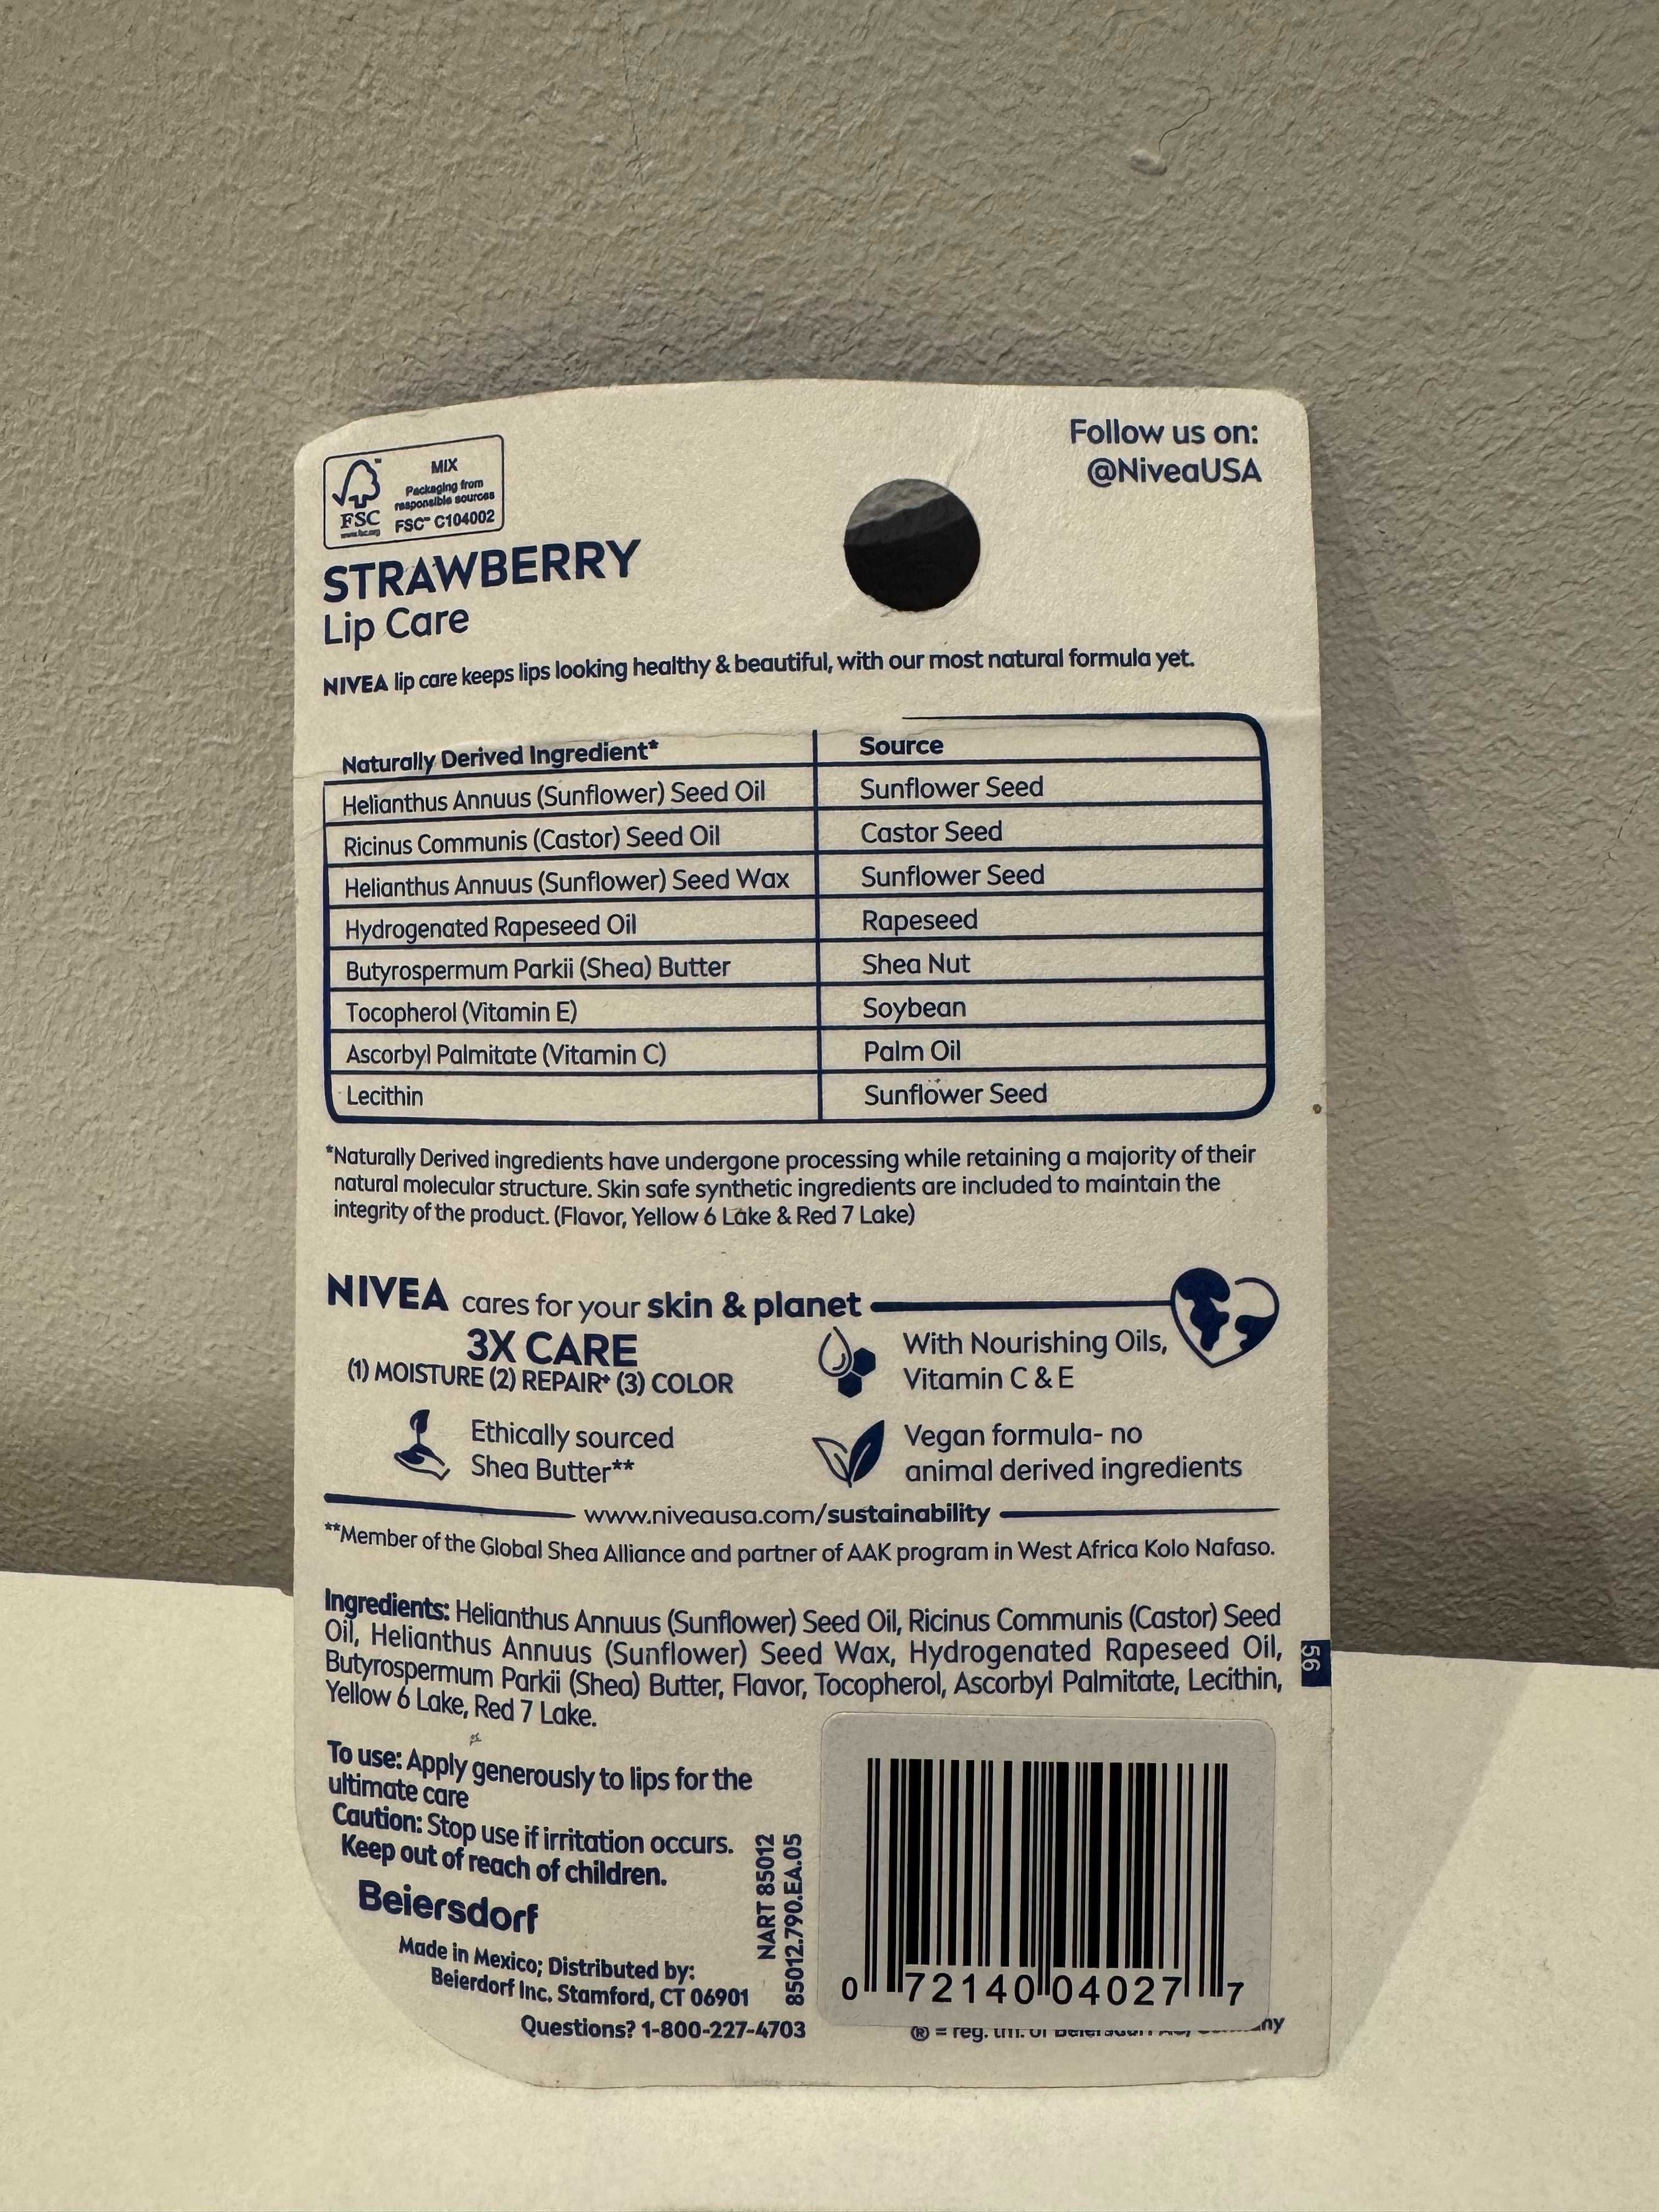 Follow us on:
@NiveaUSA
MIX
Packaging from
responsible sources
FSC™ C104002
FSC
www.fsc.org
STRAWBERRY
Lip Care
NIVEA lip care keeps lips looking healthy & beautiful, with our most natural formula yet.
Naturally Derived Ingredient* Source
Helianthus Annuus (Sunflower) Seed Oil Sunflower Seed
Ricinus Communis (Castor) Seed Oil Castor Seed
Helianthus Annuus (Sunflower) Seed Wax Sunflower Seed
Hydrogenated Rapeseed Oil Rapeseed
Butyrospermum Parkii (Shea) Butter Shea Nut
Tocopherol (Vitamin E) Soybean
Ascorbyl Palmitate (Vitamin C) Palm Oil
Lecithin Sunflower Seed
*Naturally Derived ingredients have undergone processing while retaining a majority of their
natural molecular structure. Skin safe synthetic ingredients are included to maintain the
integrity of the product. (Flavor, Yellow 6 Lake & Red 7 Lake)
NIVEA cares for your skin & planet
3X CARE
(1) MOISTURE (2) REPAIR* (3) COLOR
With Nourishing Oils,
Vitamin C & E
Ethically sourced
Shea Butter**
Vegan formula- no
animal derived ingredients
www.niveausa.com/sustainability
**Member of the Global Shea Alliance and partner of AAK program in West Africa Kolo Nafaso.
Ingredients: Helianthus Annuus (Sunflower) Seed Oil, Ricinus Communis (Castor) Seed
Oil, Helianthus Annuus (Sunflower) Seed Wax, Hydrogenated Rapeseed Oil,
Butyrospermum Parkii (Shea) Butter, Flavor, Tocopherol, Ascorbyl Palmitate, Lecithin,
Yellow 6 Lake, Red 7 Lake.
56
To use: Apply generously to lips for the
ultimate care
Caution: Stop use if irritation occurs.
Keep out of reach of children.
Beiersdorf
Made in Mexico; Distributed by:
Beierdorf Inc. Stamford, CT 06901
Questions? 1-800-227-4703
NART 85012
85012.790.EA.05
0 72140 04027 7
® = reg. tm. of